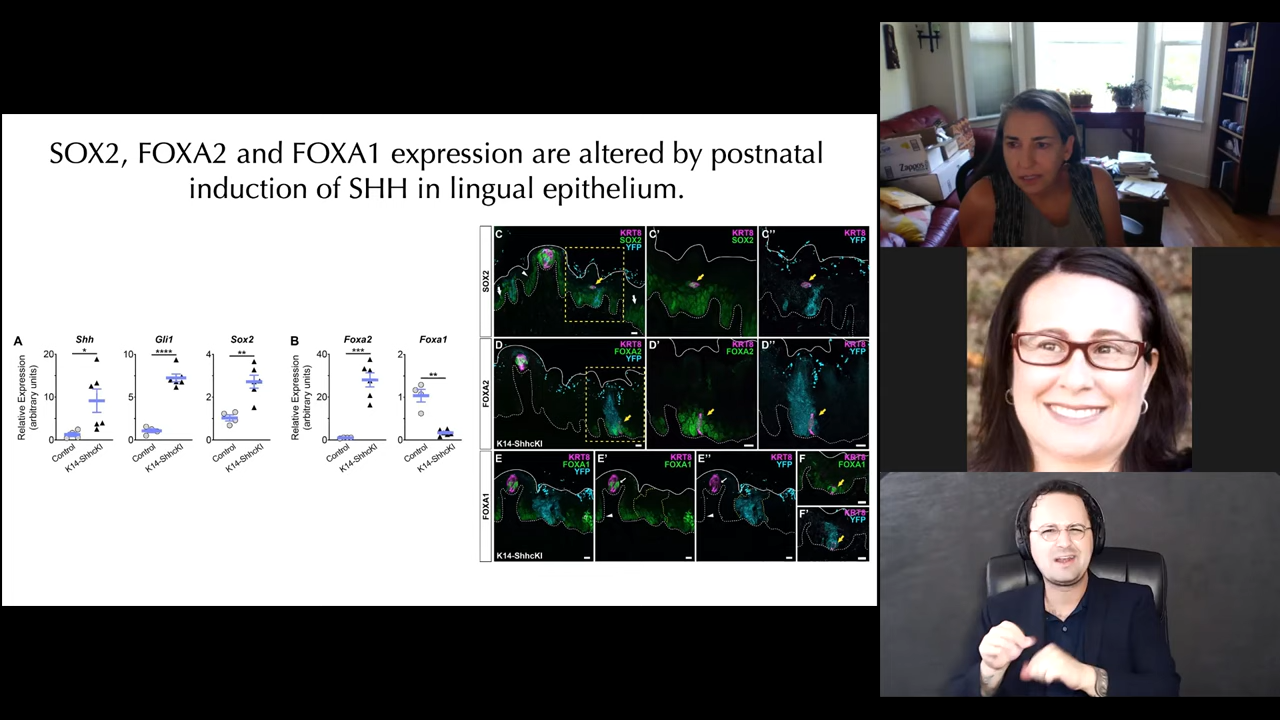 SOX2, FOXA2 and FOXA1 expression are altered by postnatal
induction of SHH in lingual epithelium.
A
Shh
Gli1
Sox2
B
Foxa2
Foxa1
Relative Expression
(arbitrary units)
20
10
0
*
Control
K14-ShhcKI
10
5
0
****
Control
K14-ShhcKI
4
2
0
**
Control
K14-ShhcKI
Relative Expression
(arbitrary units)
40
20
0
***
Control
K14-ShhcKI
2
1
0
**
Control
K14-ShhcKI
SOX2
C
KRT8
SOX2
YFP
C'
KRT8
SOX2
C''
KRT8
YFP
FOXA2
D
KRT8
FOXA2
YFP
K14-ShhcKI
D'
KRT8
FOXA2
D''
KRT8
YFP
FOXA1
E
KRT8
FOXA1
YFP
K14-ShhcKI
E'
KRT8
FOXA1
E''
KRT8
YFP
F
KRT8
FOXA1
F'
KRT8
YFP
Zappos